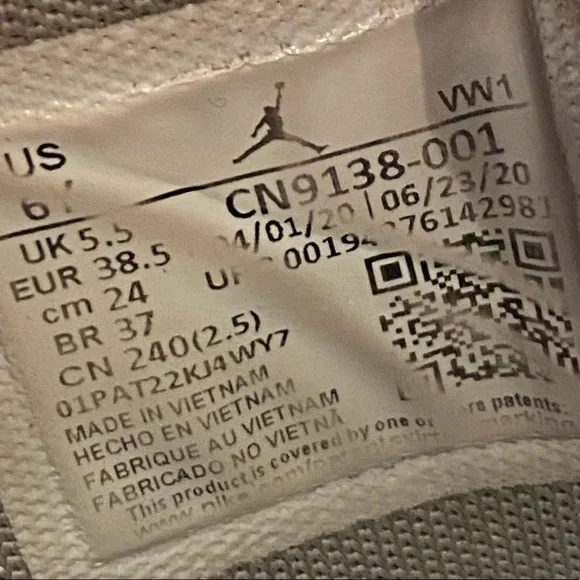 US
VW1
UK 5.5
EUR 38.5
cm 24
BR 37
CN 240(2.5)
01PAT22KJ4WY7
MADE IN VIETNAM
HECHO EN VIETNAM
FABRIQUE AU VIETNAM
FABRICADO NO VIETNÃ
This product is covered by one or patents.
CN9138-001
06/23/20